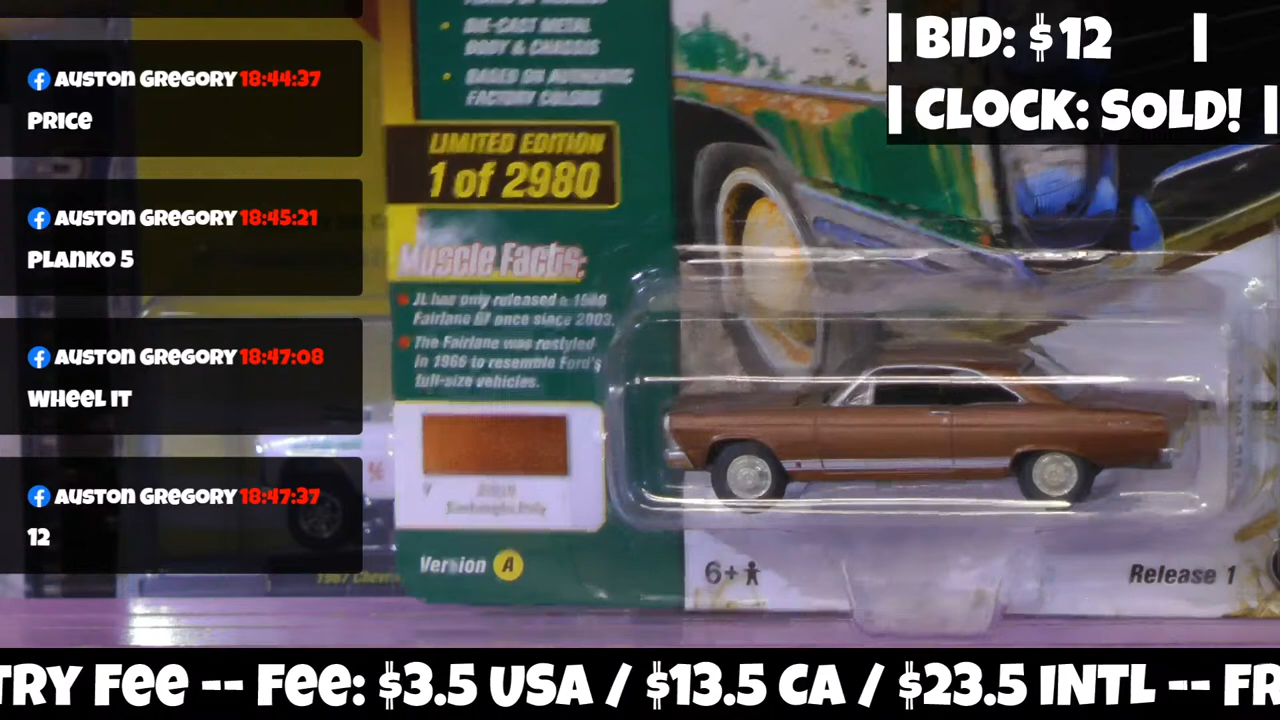 AUSTON GREGORY 18:44:37
PRICE
AUSTON GREGORY 18:45:21
PLANKO 5
AUSTON GREGORY 18:47:08
WHEEL IT
AUSTON GREGORY 18:47:37
12
DIE-CAST METAL
BODY & CHASSIS
BASED ON AUTHENTIC
FACTORY COLORS
LIMITED EDITION
1 of 2980
Muscle Facts:
JL has only released a 1966
Fairlane GT once since 2003.
The Fairlane was restyled
in 1966 to resemble Ford's
full-size vehicles.
Version A
6+
Release 1
| BID: $12 |
| CLOCK: SOLD! |
TRY Fee -- Fee: $3.5 USA / $13.5 CA / $23.5 INTL -- FR